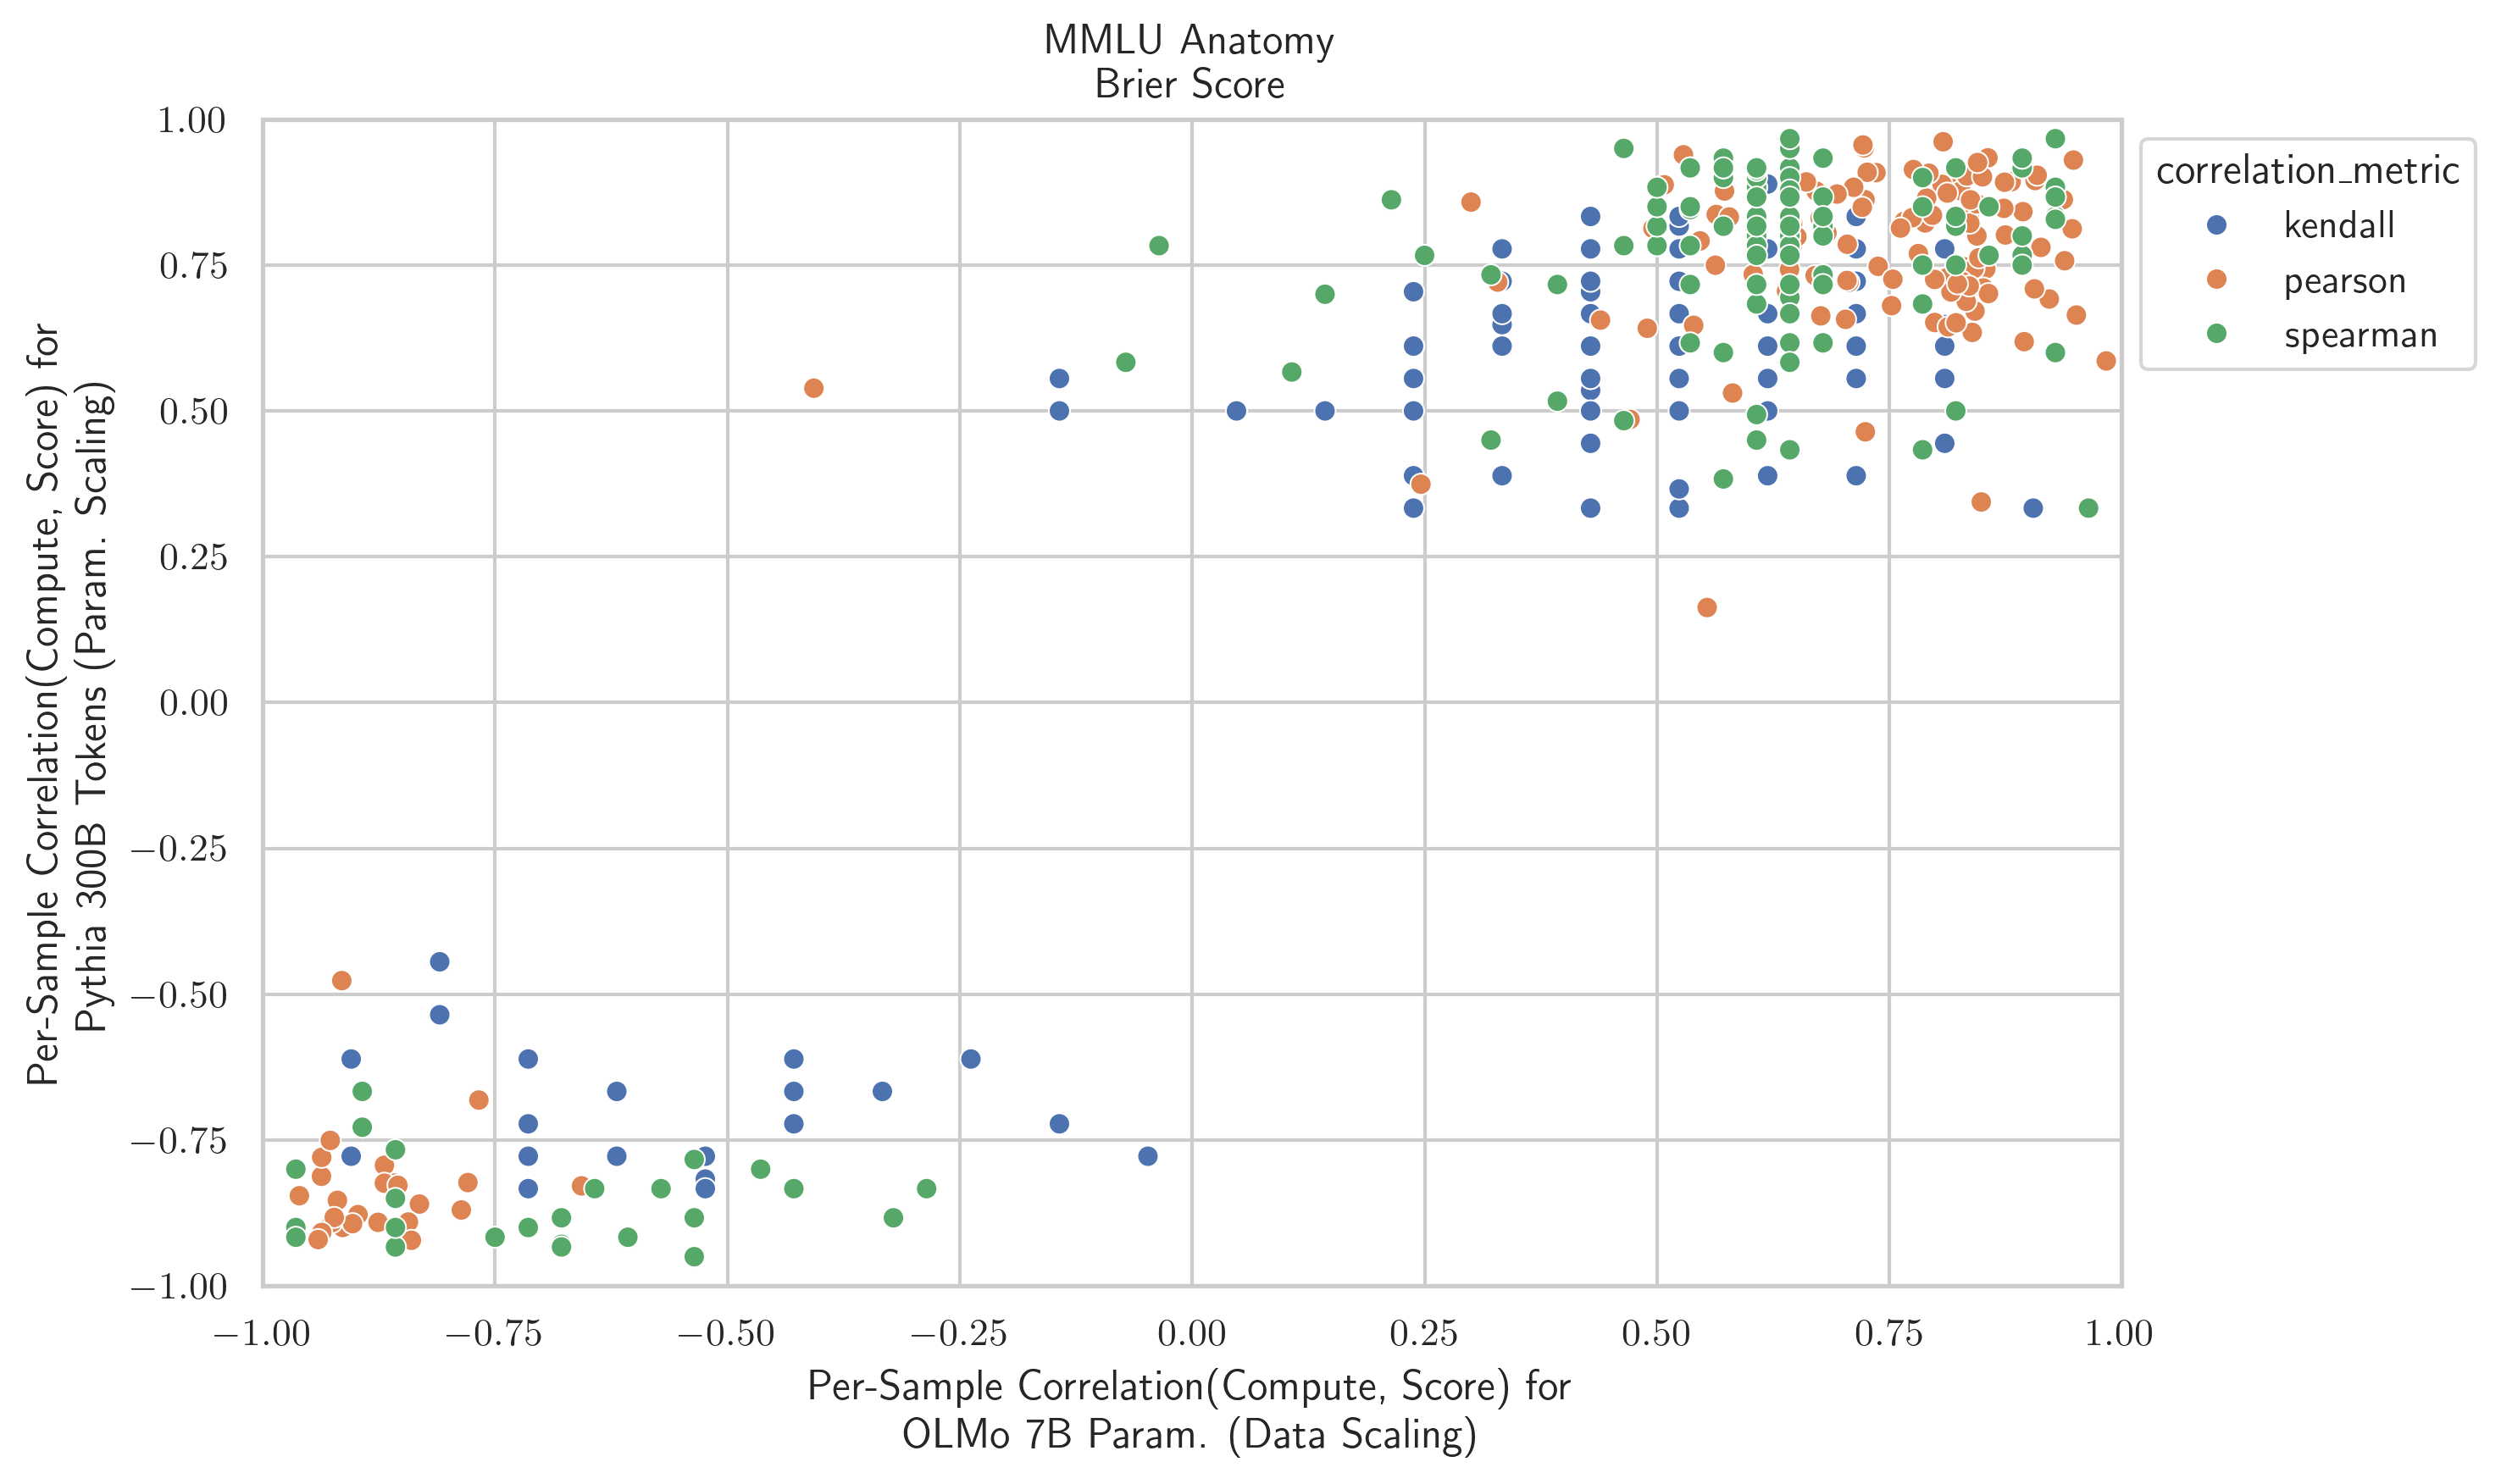 MMLU Anatomy
Brier Score
1.00
0.75
0.50
0.25
0.00
−0.25
−0.50
−0.75
−1.00
Per-Sample Correlation(Compute, Score) for
Pythia 300B Tokens (Param. Scaling)
−1.00
−0.75
−0.50
−0.25
0.00
0.25
0.50
0.75
1.00
Per-Sample Correlation(Compute, Score) for
OLMo 7B Param. (Data Scaling)
correlation_metric
kendall
pearson
spearman